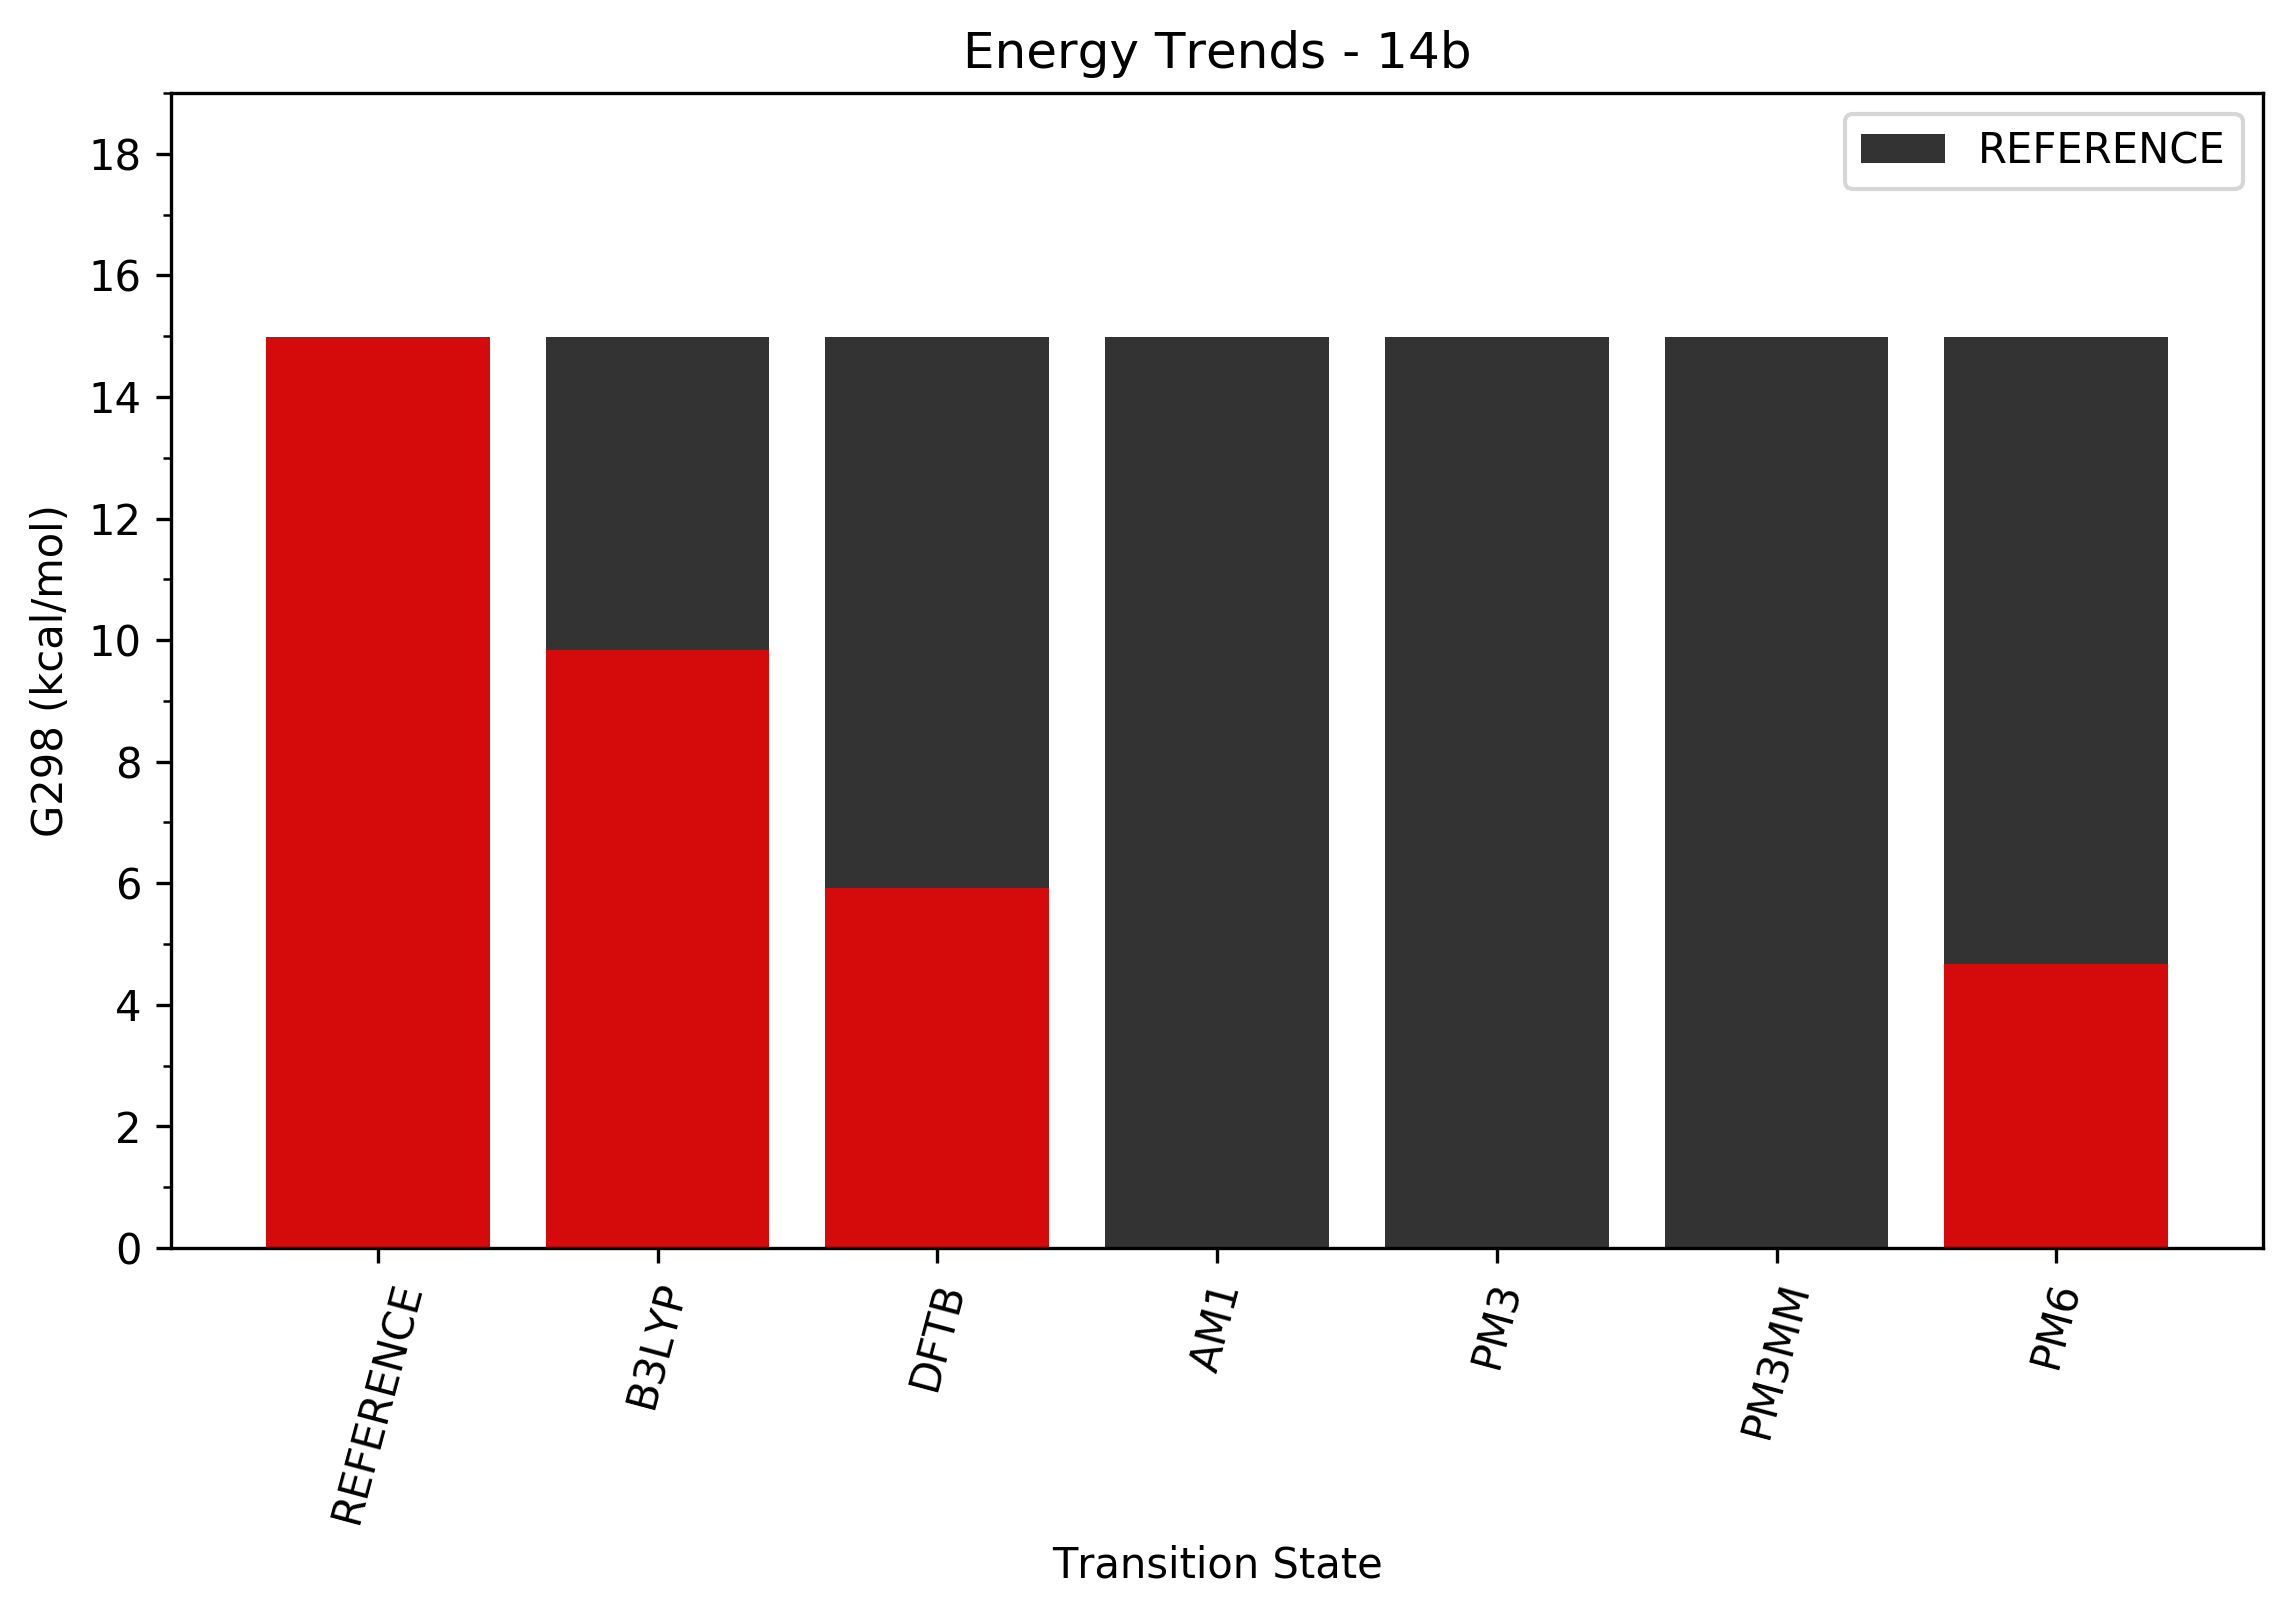 Energy Trends - 14b
REFERENCE
18
16
14
12
10
8
6
4
2
0
G298 (kcal/mol)
REFERENCE
B3LYP
DFTB
AM1
PM3
PM3MM
PM6
Transition State